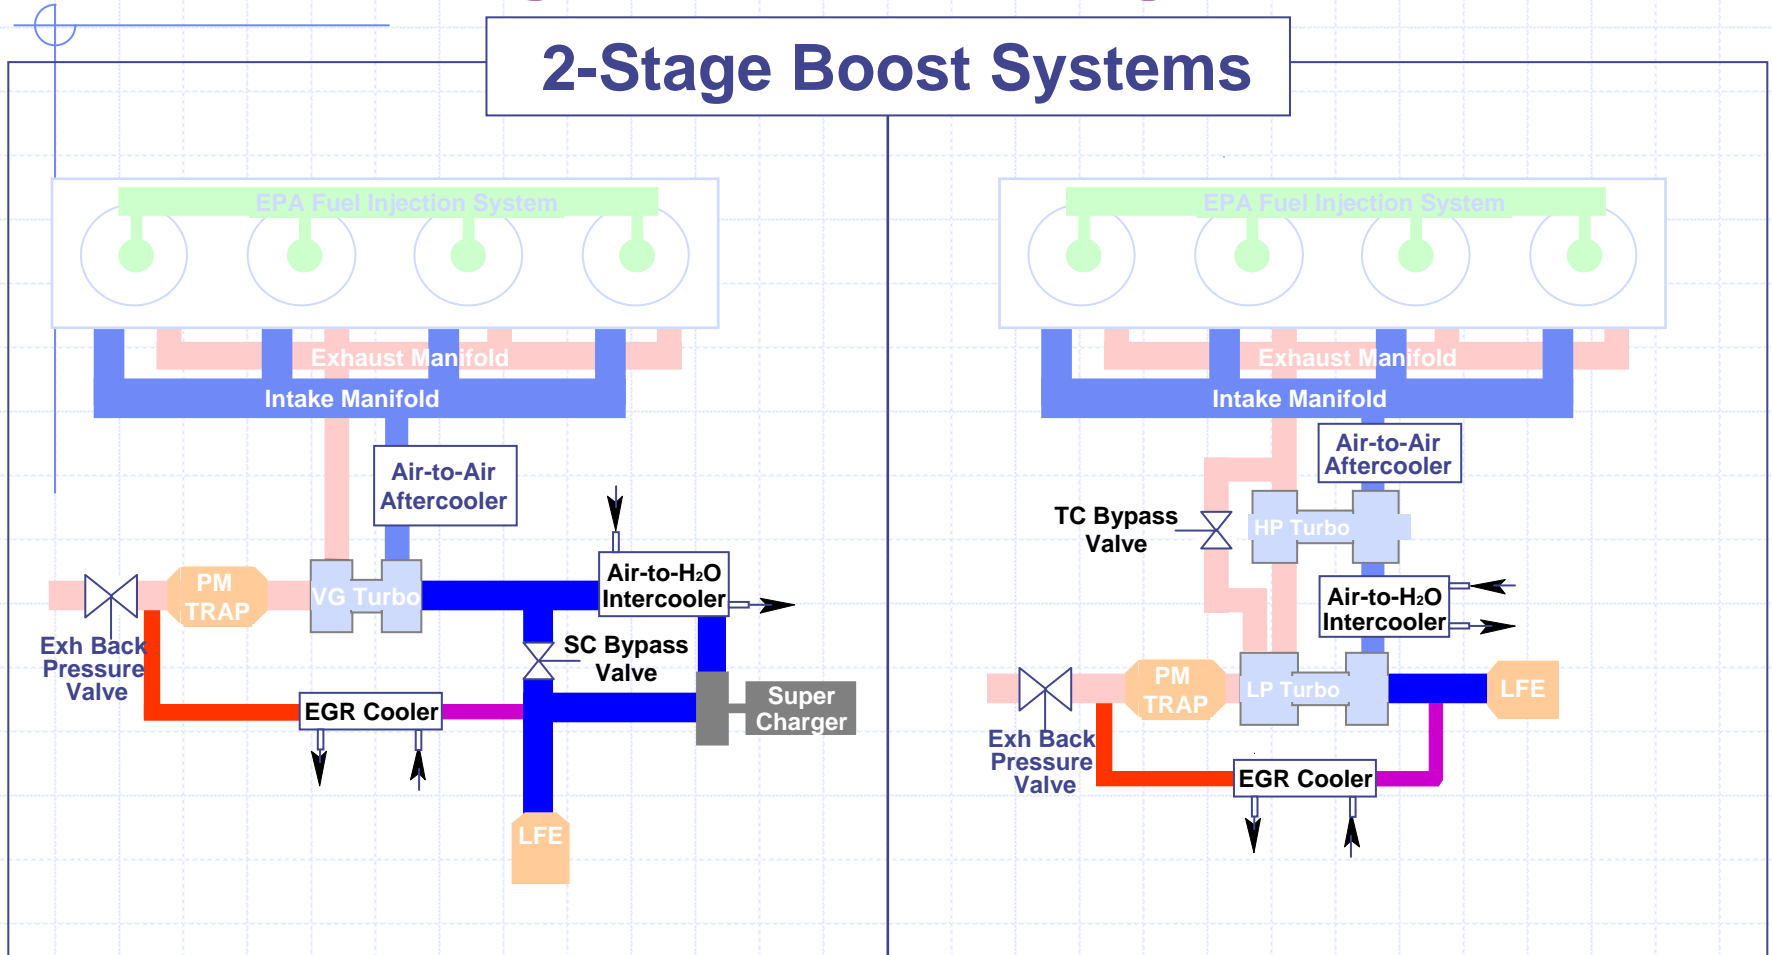 2-Stage Boost Systems
EPA Fuel Injection System
Exhaust Manifold
Intake Manifold
Air-to-Air
Aftercooler
Air-to-H₂O
Intercooler
PM
TRAP
VG Turbo
Exh Back
Pressure
Valve
SC Bypass
Valve
EGR Cooler
Super
Charger
LFE
EPA Fuel Injection System
Exhaust Manifold
Intake Manifold
Air-to-Air
Aftercooler
TC Bypass
Valve
HP Turbo
Air-to-H₂O
Intercooler
PM
TRAP
LP Turbo
LFE
Exh Back
Pressure
Valve
EGR Cooler